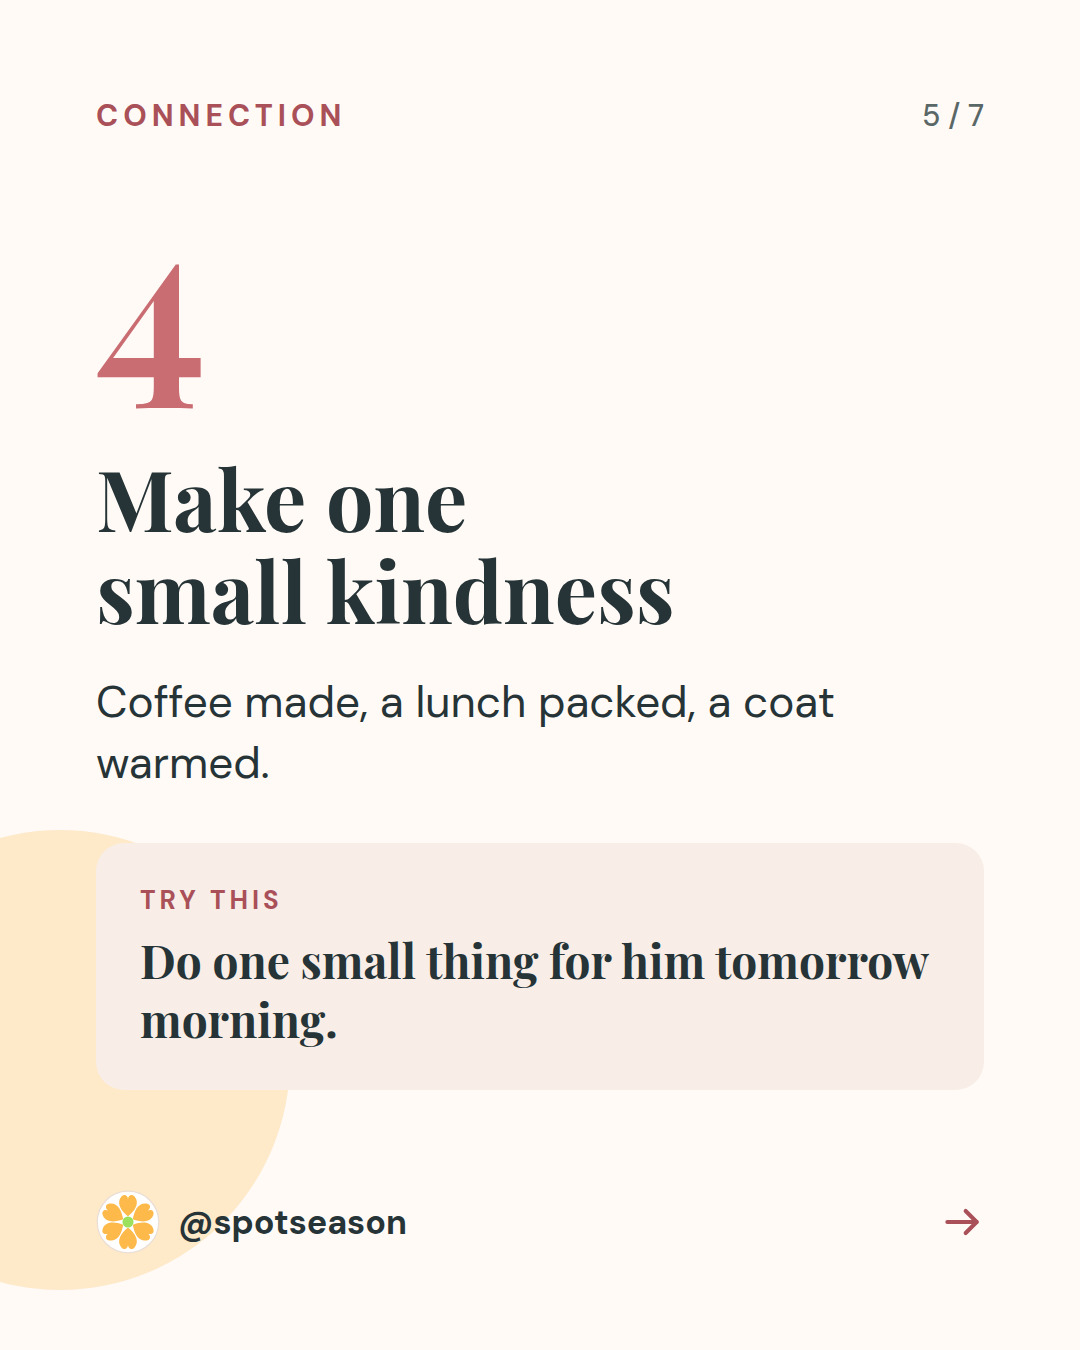 CONNECTION
5 / 7
4
Make one
small kindness
Coffee made, a lunch packed, a coat
warmed.
TRY THIS
Do one small thing for him tomorrow
morning.
@spotseason